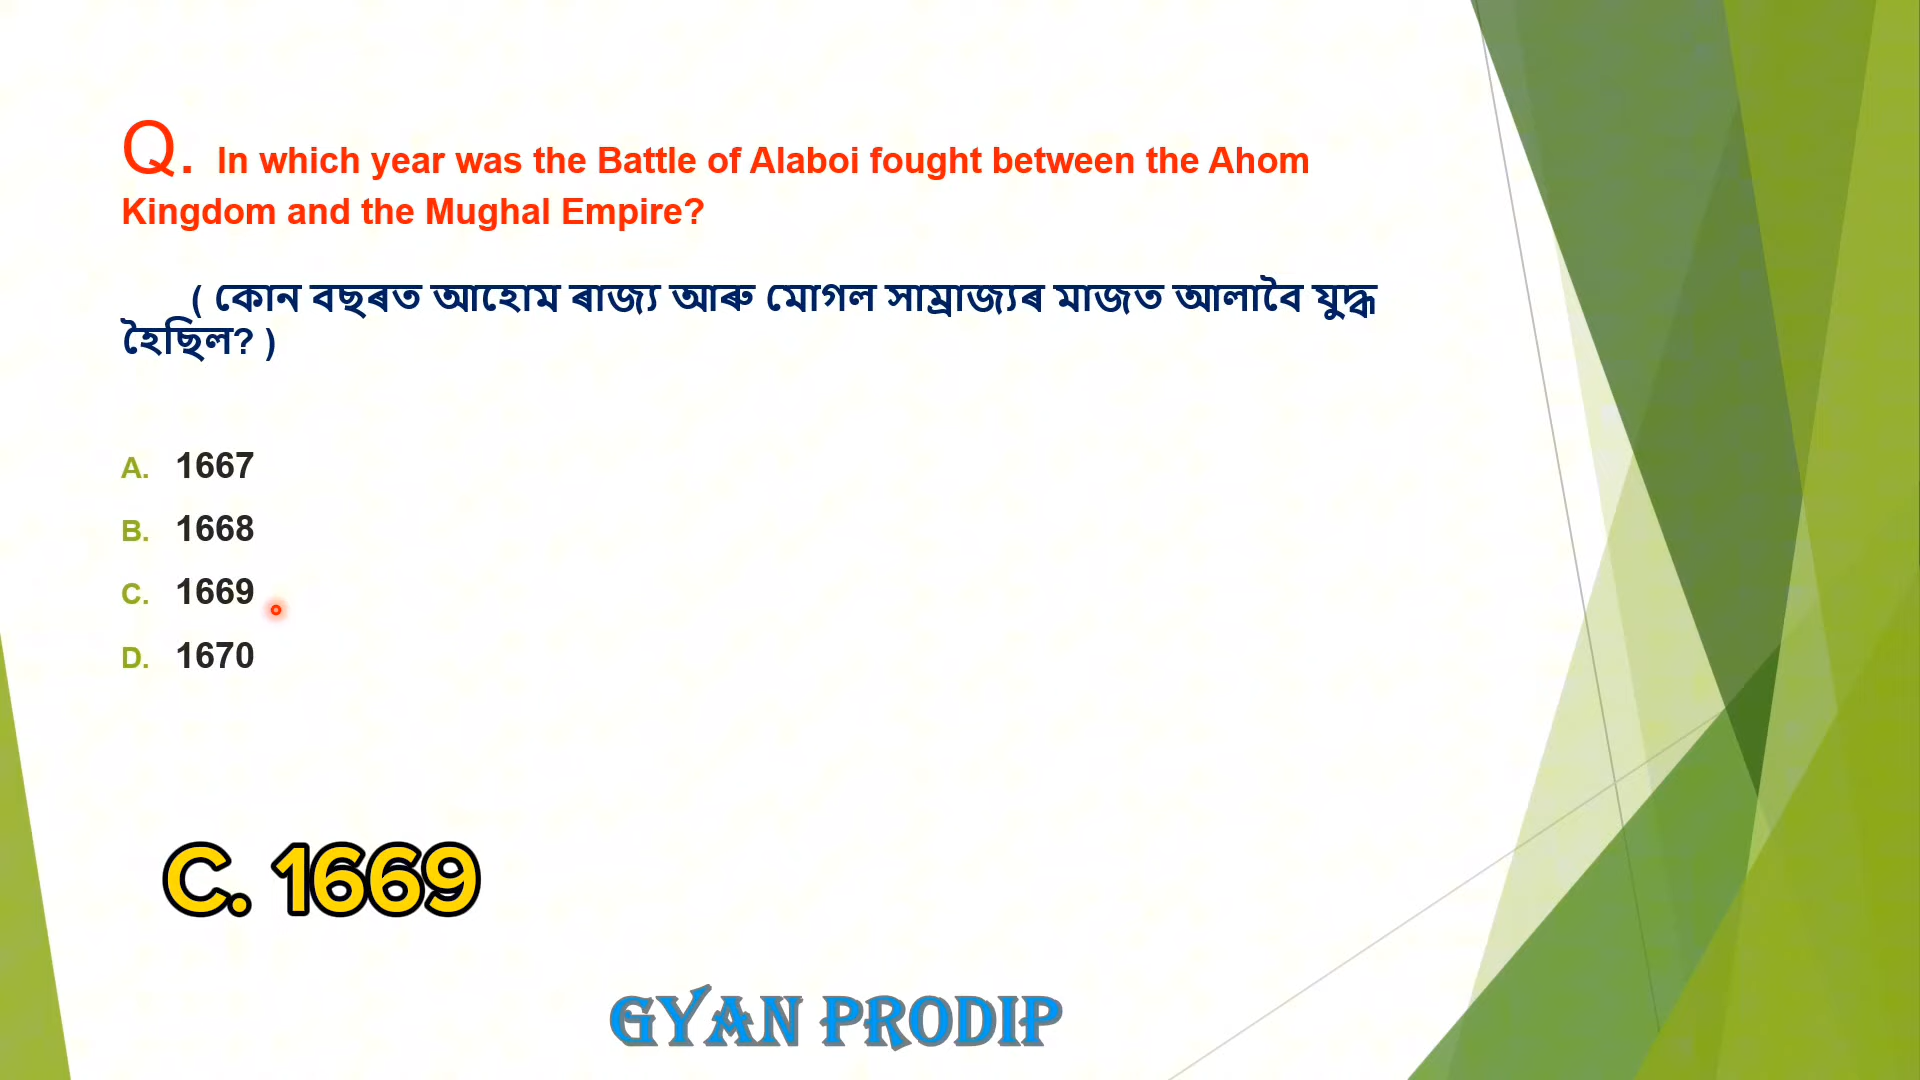 Q. In which year was the Battle of Alaboi fought between the Ahom
Kingdom and the Mughal Empire?
( কোন বছৰত আহোম ৰাজ্য আৰু মোগল সাম্ৰাজ্যৰ মাজত আলাবৈ যুদ্ধ
হৈছিল? )
A. 1667
B. 1668
C. 1669
D. 1670
C. 1669
GYAN PRODIP